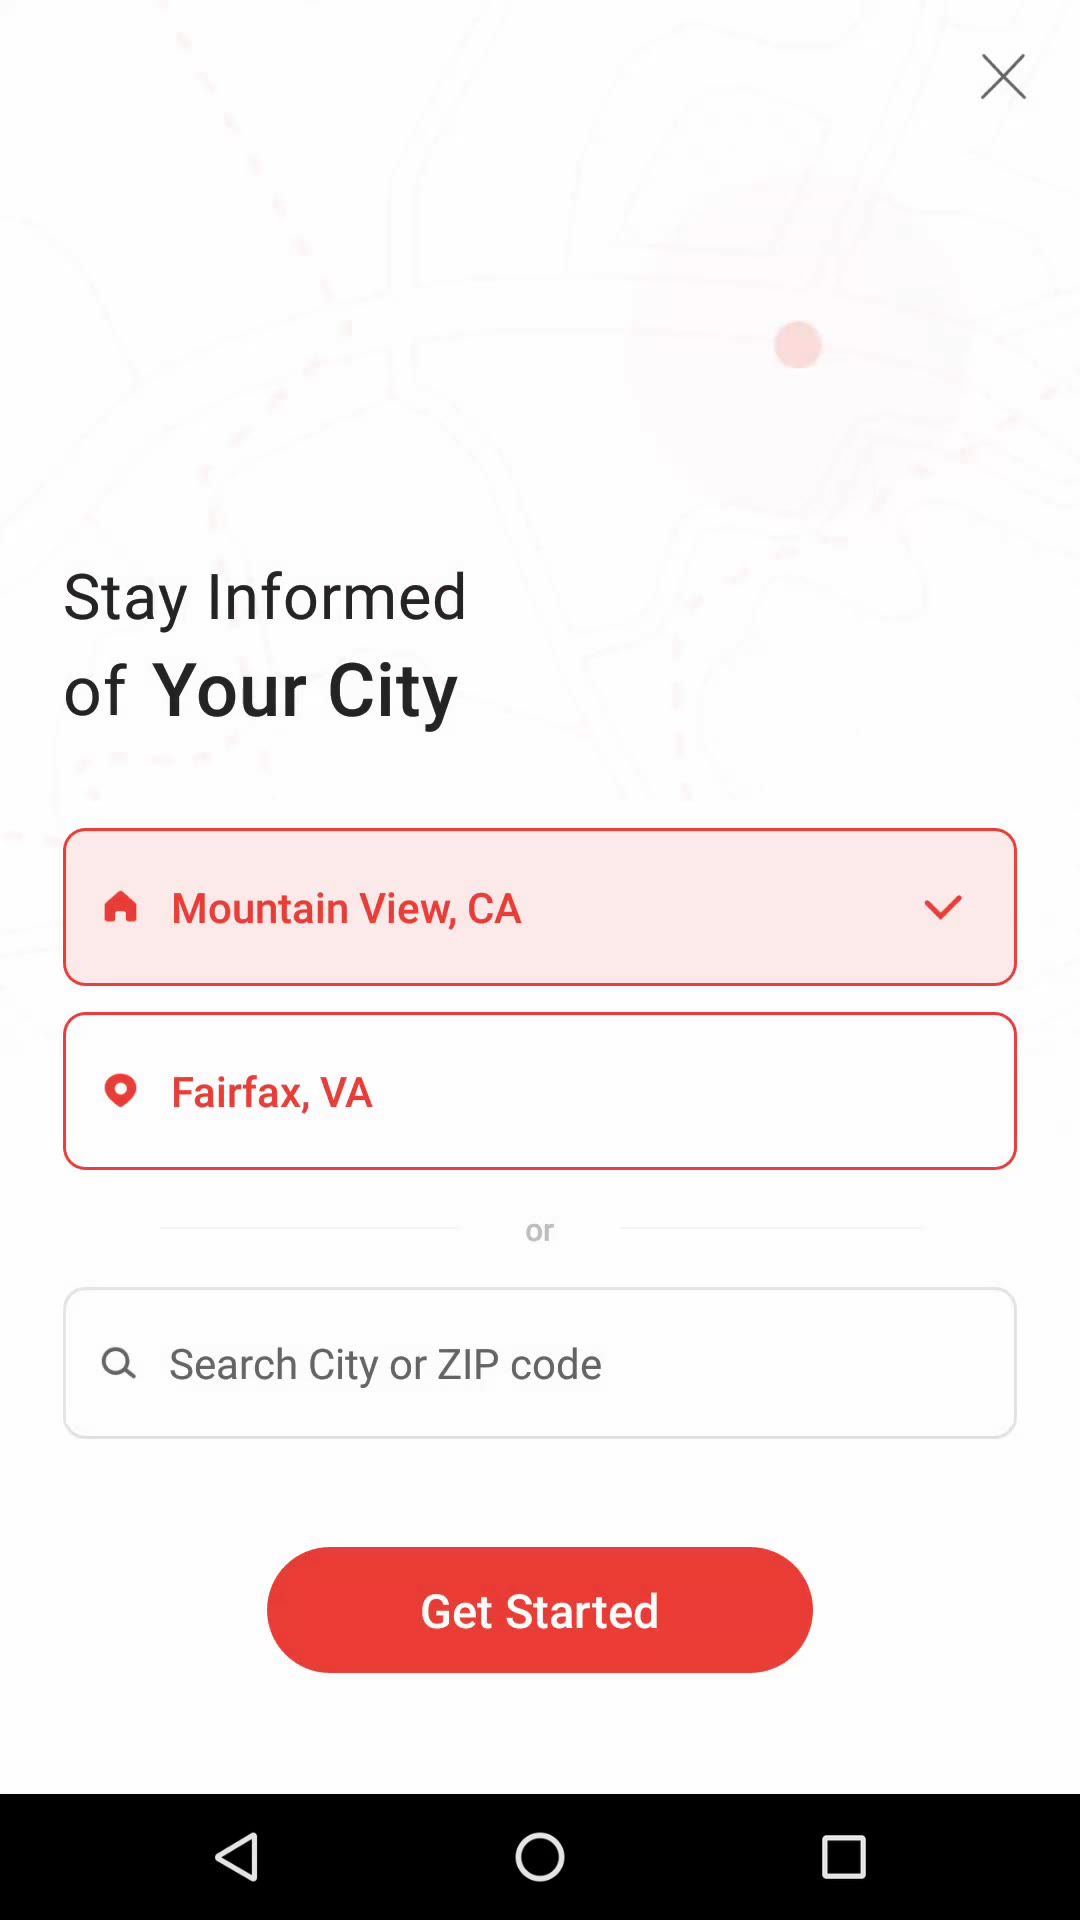 Stay Informed
of Your City
Mountain View, CA
Fairfax, VA
or
Search City or ZIP code
Get Started